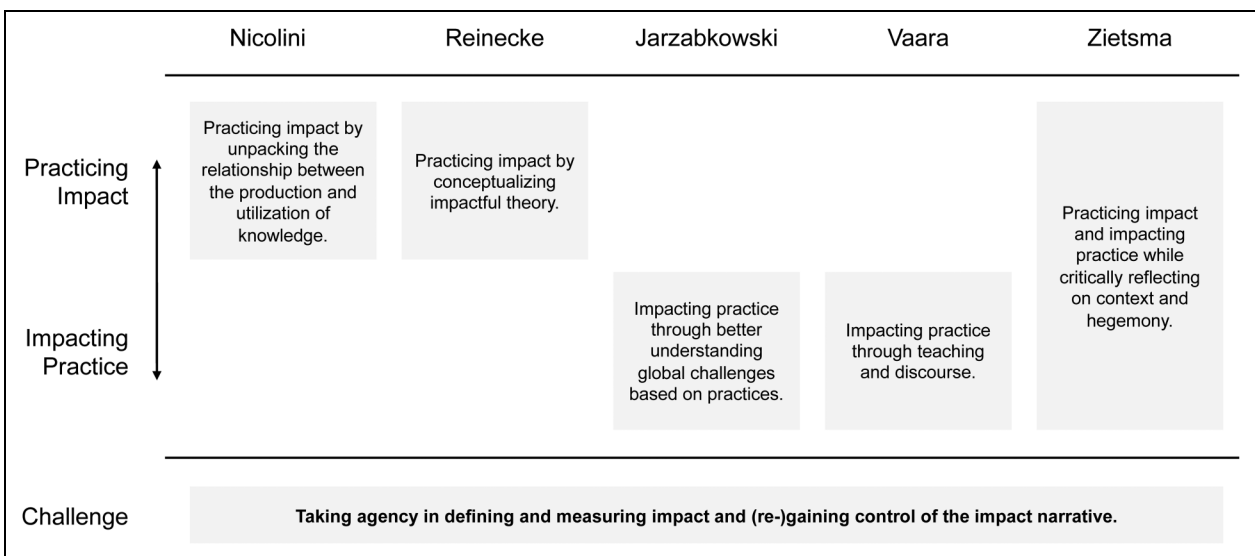 Nicolini Reinecke Jarzabkowski Vaara Zietsma
Practicing
Impact
Practicing impact by
unpacking the
relationship between
the production and
utilization of
knowledge.
Practicing impact by
conceptualizing
impactful theory.
Practicing impact
and impacting
practice while
critically reflecting
on context and
hegemony.
Impacting
Practice
Impacting practice
through better
understanding
global challenges
based on practices.
Impacting practice
through teaching
and discourse.
Challenge
Taking agency in defining and measuring impact and (re-)gaining control of the impact narrative.